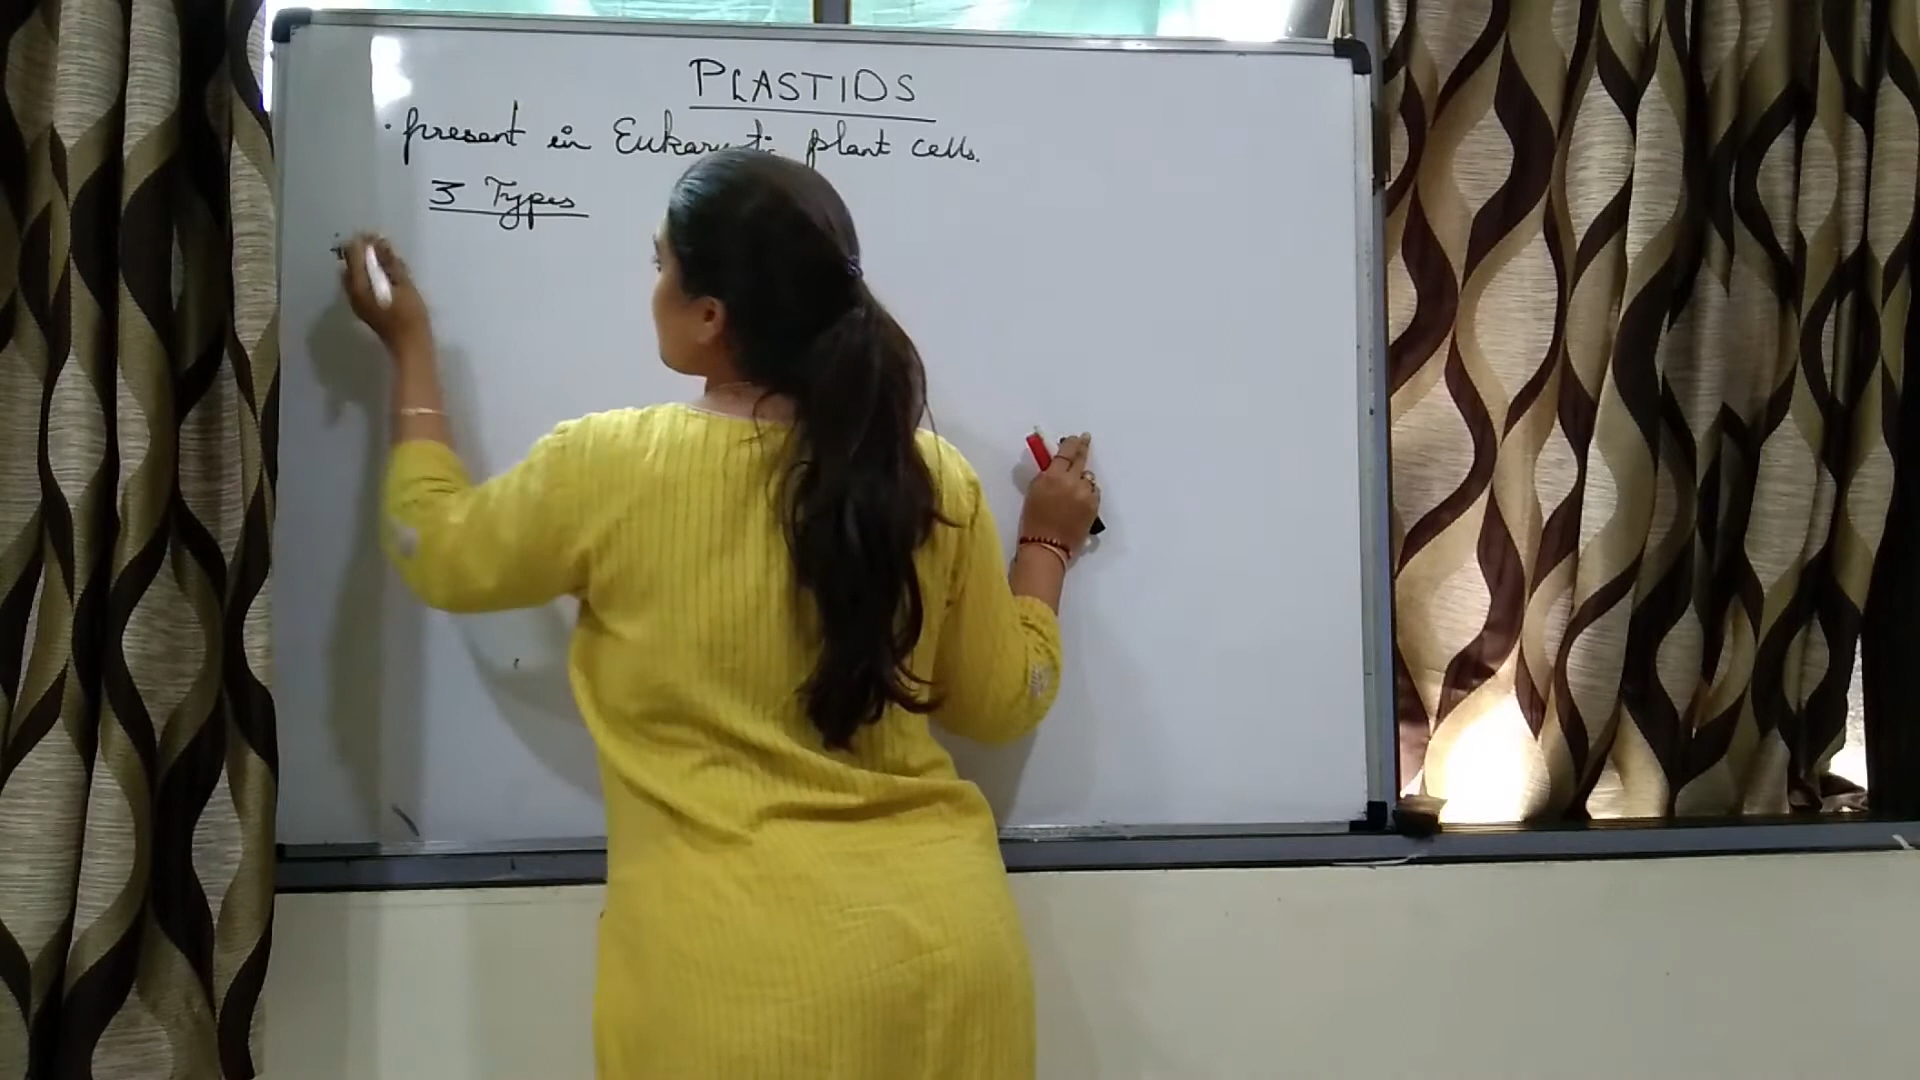 PLASTIDS
· present in Eukaryotic plant cells.
3 Types